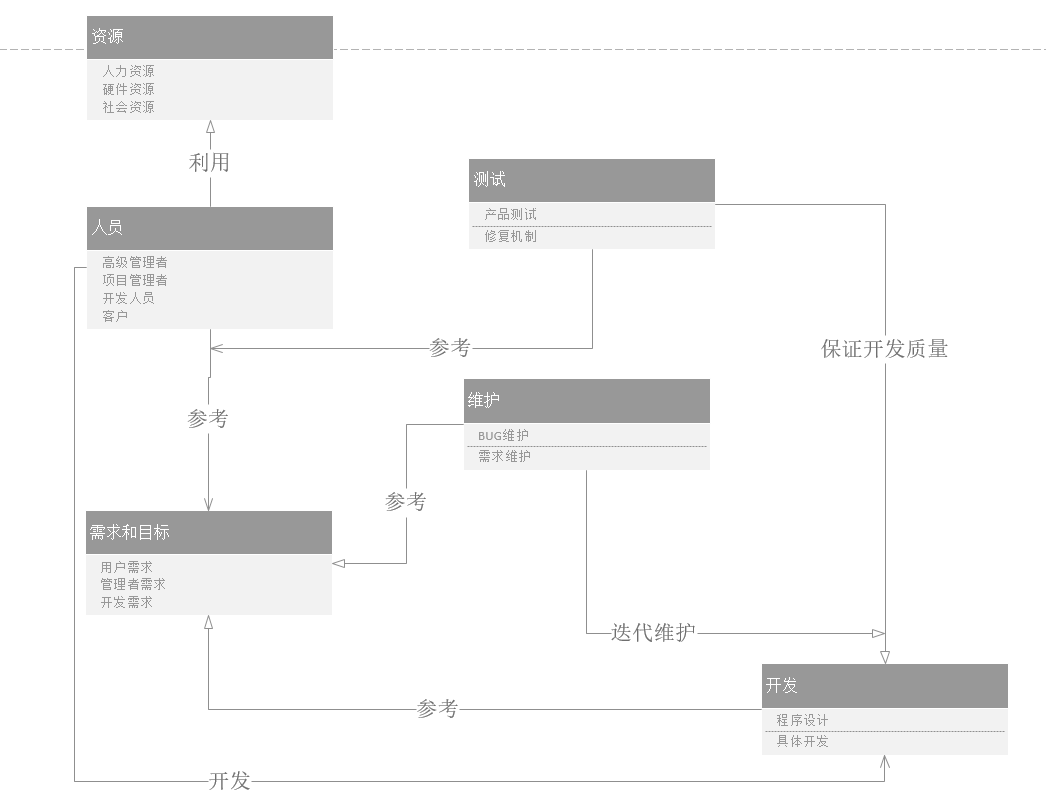 资源
人力资源
硬件资源
社会资源
利用
人员
高级管理者
项目管理者
开发人员
客户
测试
产品测试
修复机制
参考
保证开发质量
参考
维护
BUG维护
需求维护
参考
需求和目标
用户需求
管理者需求
开发需求
迭代维护
开发
程序设计
具体开发
参考
开发